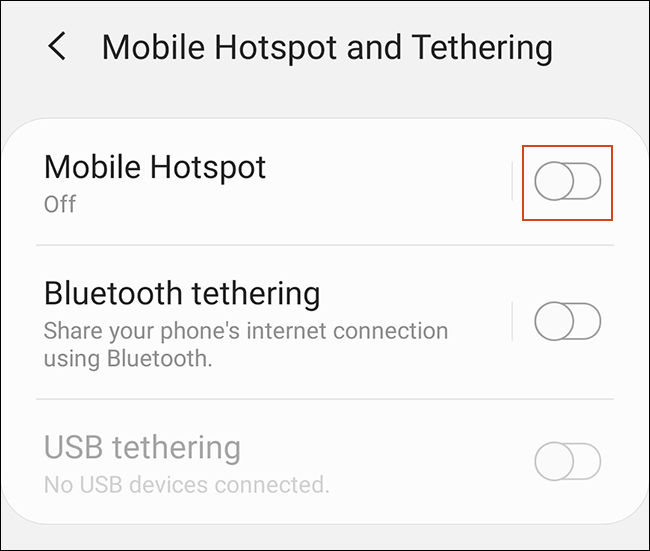 Mobile Hotspot and Tethering
Mobile Hotspot
Off
Bluetooth tethering
Share your phone's internet connection
using Bluetooth.
USB tethering
No USB devices connected.